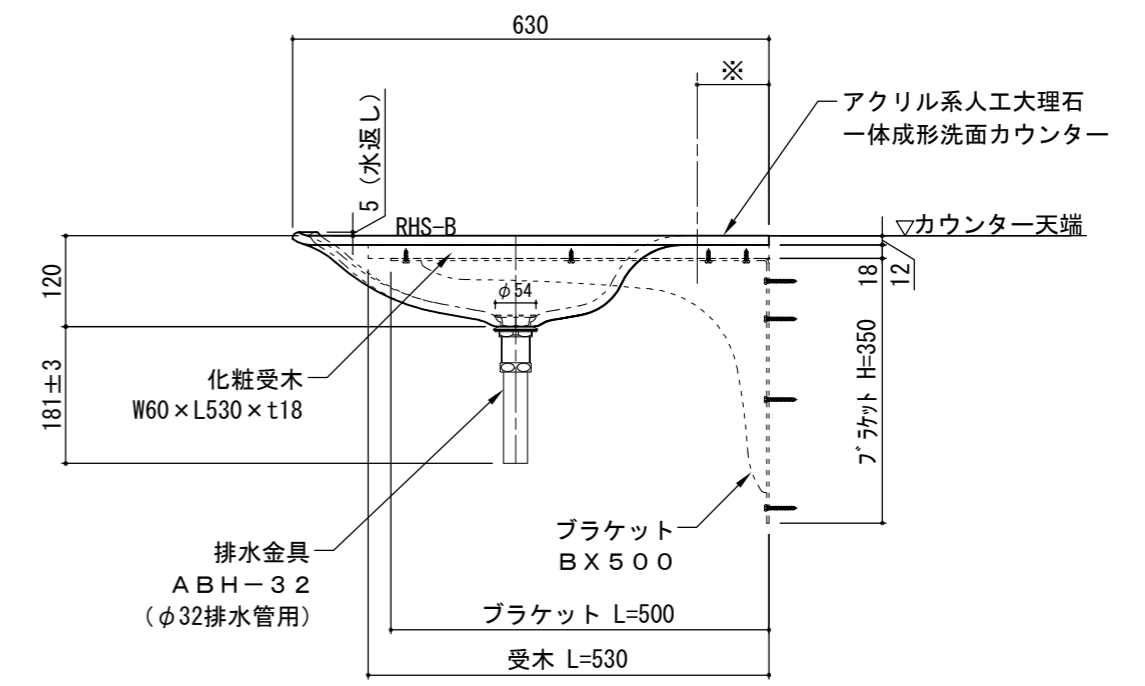 630
※
アクリル系人工大理石
一体成形洗面カウンター
5 (水返し)
RHS-B
▽カウンター天端
120
φ54
18
12
181±3
化粧受木
W60×L530×t18
ブラケット H=350
排水金具
ABH-32
(φ32排水管用)
ブラケット
BX500
ブラケット L=500
受木 L=530